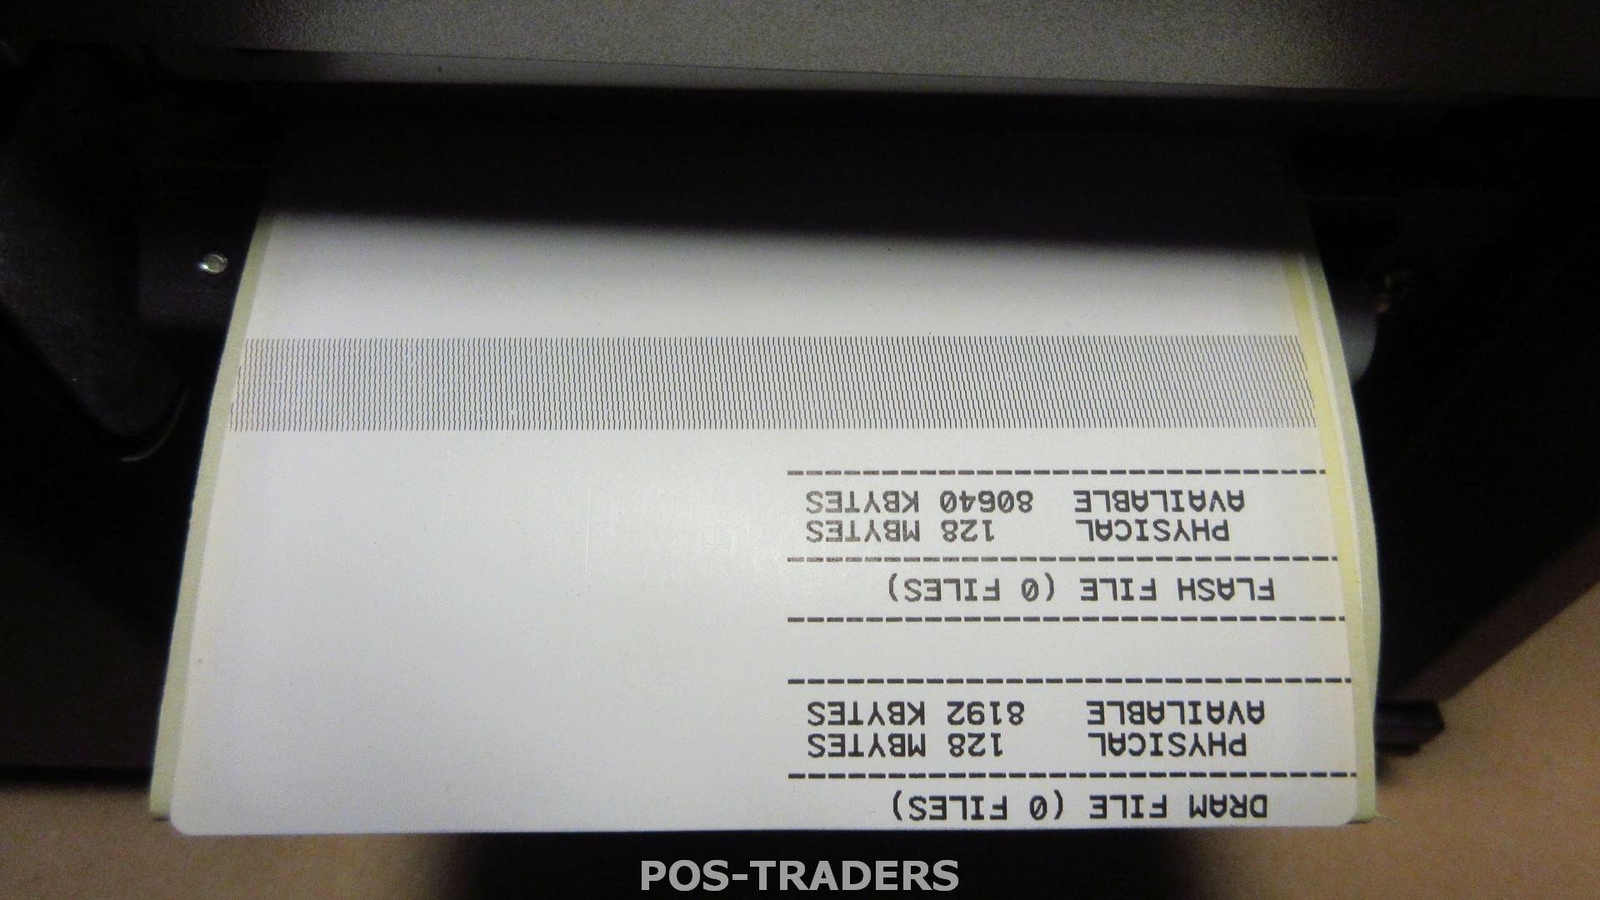 DRAM FILE (0 FILES)
PHYSICAL 128 MBYTES
AVAILABLE 8192 KBYTES
FLASH FILE (0 FILES)
PHYSICAL 128 MBYTES
AVAILABLE 80640 KBYTES
POS-TRADERS